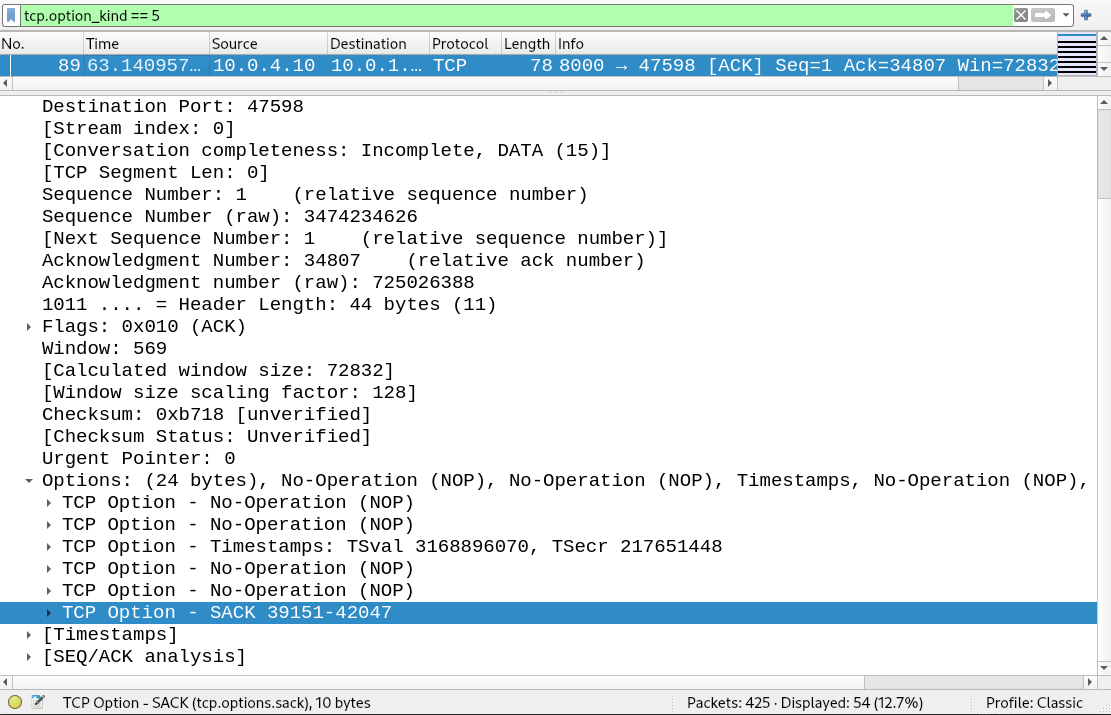 tcp.option_kind == 5
No. Time Source Destination Protocol Length Info
89 63.140957… 10.0.4.10 10.0.1.… TCP 78 8000 → 47598 [ACK] Seq=1 Ack=34807 Win=72832
Destination Port: 47598
[Stream index: 0]
[Conversation completeness: Incomplete, DATA (15)]
[TCP Segment Len: 0]
Sequence Number: 1    (relative sequence number)
Sequence Number (raw): 3474234626
[Next Sequence Number: 1    (relative sequence number)]
Acknowledgment Number: 34807    (relative ack number)
Acknowledgment number (raw): 725026388
1011 .... = Header Length: 44 bytes (11)
Flags: 0x010 (ACK)
Window: 569
[Calculated window size: 72832]
[Window size scaling factor: 128]
Checksum: 0xb718 [unverified]
[Checksum Status: Unverified]
Urgent Pointer: 0
Options: (24 bytes), No-Operation (NOP), No-Operation (NOP), Timestamps, No-Operation (NOP),
TCP Option - No-Operation (NOP)
TCP Option - No-Operation (NOP)
TCP Option - Timestamps: TSval 3168896070, TSecr 217651448
TCP Option - No-Operation (NOP)
TCP Option - No-Operation (NOP)
TCP Option - SACK 39151-42047
[Timestamps]
[SEQ/ACK analysis]
TCP Option - SACK (tcp.options.sack), 10 bytes Packets: 425 · Displayed: 54 (12.7%) Profile: Classic